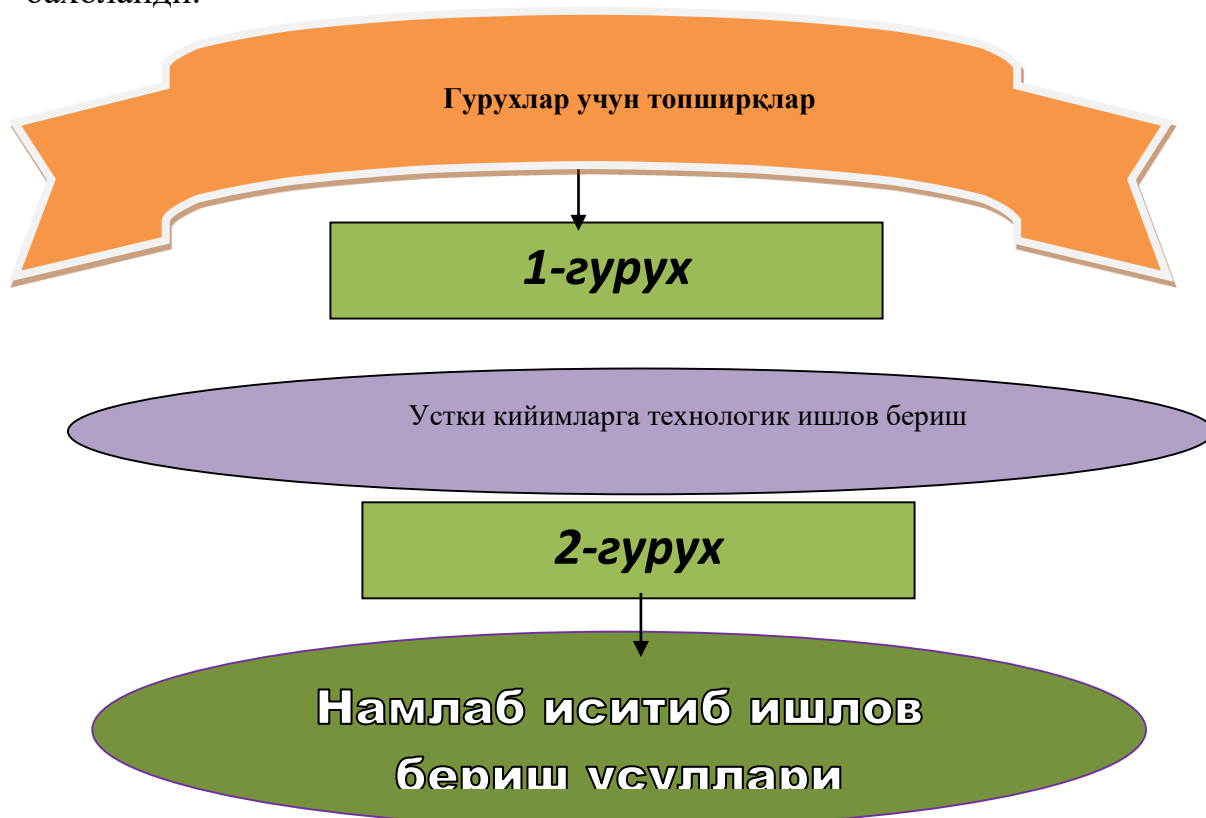 Гурухлар учун топширқлар
1-гурух
Устки кийимларга технологик ишлов бериш
2-гурух
Намлаб иситиб ишлов
бериш усуллари